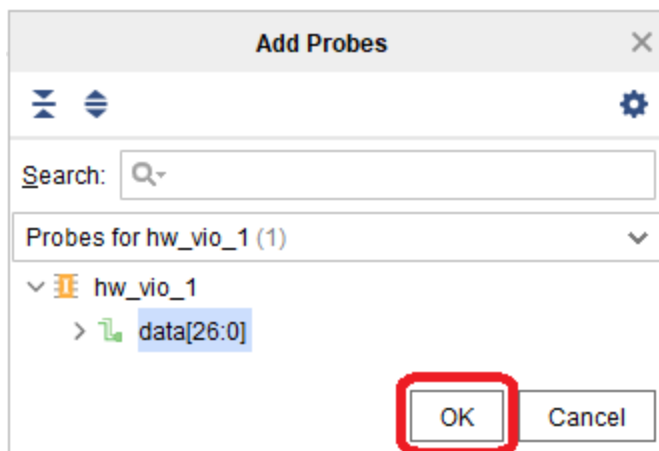 Add Probes
Search:
Probes for hw_vio_1 (1)
hw_vio_1
data[26:0]
OK Cancel